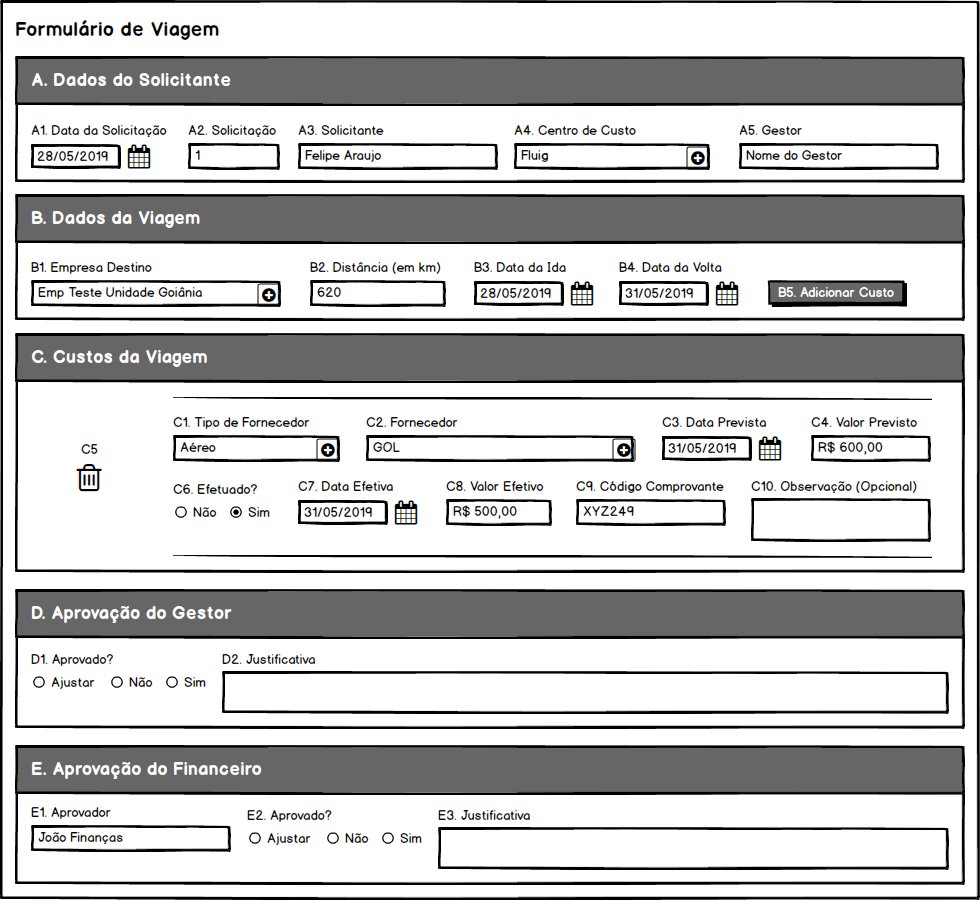 Formulário de Viagem
A. Dados do Solicitante
A1. Data da Solicitação A2. Solicitação A3. Solicitante A4. Centro de Custo A5. Gestor
28/05/2019 1 Felipe Araujo Fluig Nome do Gestor
B. Dados da Viagem
B1. Empresa Destino B2. Distância (em km) B3. Data da Ida B4. Data da Volta
Emp Teste Unidade Goiânia 620 28/05/2019 31/05/2019 B5. Adicionar Custo
C. Custos da Viagem
C1. Tipo de Fornecedor C2. Fornecedor C3. Data Prevista C4. Valor Previsto
C5 Aéreo GOL 31/05/2019 R$ 600,00
C6. Efetuado? C7. Data Efetiva C8. Valor Efetivo C9. Código Comprovante C10. Observação (Opcional)
Não Sim 31/05/2019 R$ 500,00 XYZ249
D. Aprovação do Gestor
D1. Aprovado? D2. Justificativa
Ajustar Não Sim
E. Aprovação do Financeiro
E1. Aprovador E2. Aprovado? E3. Justificativa
João Finanças Ajustar Não Sim